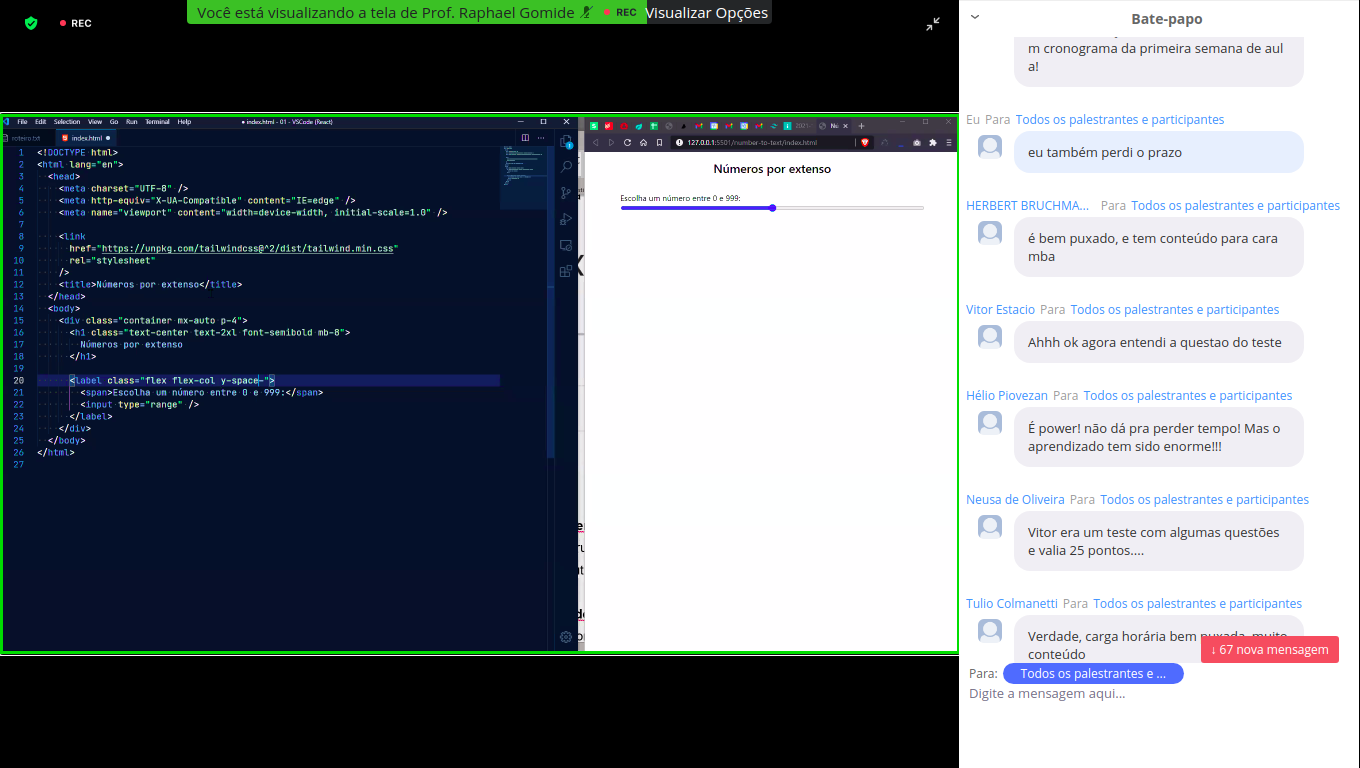 REC
Você está visualizando a tela de Prof. Raphael Gomide
REC
Visualizar Opções
File Edit Selection View Go Run Terminal Help
● index.html - 01 - VSCode (React)
roteiro.txt
index.html ●
1 <!DOCTYPE html>
2 <html lang="en">
3 <head>
4 <meta charset="UTF-8" />
5 <meta http-equiv="X-UA-Compatible" content="IE=edge" />
6 <meta name="viewport" content="width=device-width, initial-scale=1.0" />
7
8 <link
9 href="https://unpkg.com/tailwindcss@^2/dist/tailwind.min.css"
10 rel="stylesheet"
11 />
12 <title>Números por extenso</title>
13 </head>
14 <body>
15 <div class="container mx-auto p-4">
16 <h1 class="text-center text-2xl font-semibold mb-8">
17 Números por extenso
18 </h1>
19
20 <label class="flex flex-col y-space-">
21 <span>Escolha um número entre 0 e 999:</span>
22 <input type="range" />
23 </label>
24 </div>
25 </body>
26 </html>
27
127.0.0.1:5501/number-to-text/index.html
Números por extenso
Escolha um número entre 0 e 999:
Bate-papo
m cronograma da primeira semana de aul
a!
Eu Para Todos os palestrantes e participantes
eu também perdi o prazo
HERBERT BRUCHMA... Para Todos os palestrantes e participantes
é bem puxado, e tem conteúdo para cara
mba
Vitor Estacio Para Todos os palestrantes e participantes
Ahhh ok agora entendi a questao do teste
Hélio Piovezan Para Todos os palestrantes e participantes
É power! não dá pra perder tempo! Mas o
aprendizado tem sido enorme!!!
Neusa de Oliveira Para Todos os palestrantes e participantes
Vitor era um teste com algumas questões
e valia 25 pontos....
Tulio Colmanetti Para Todos os palestrantes e participantes
Verdade, carga horária bem puxada, muito
conteúdo
↓ 67 nova mensagem
Para: Todos os palestrantes e ...
Digite a mensagem aqui...